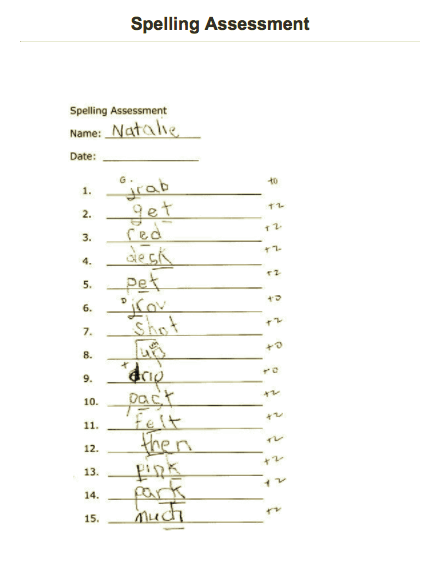 Spelling Assessment
Spelling Assessment
Name: Natalie
Date:
1. G. jrab +0
2. get +2
3. red +2
4. desk +2
5. pet +2
6. D jrov +0
7. shot +2
8. +0
9. drip +0
10. pact +2
11. felt +2
12. then +2
13. pink +2
14. park +2
15. much +2